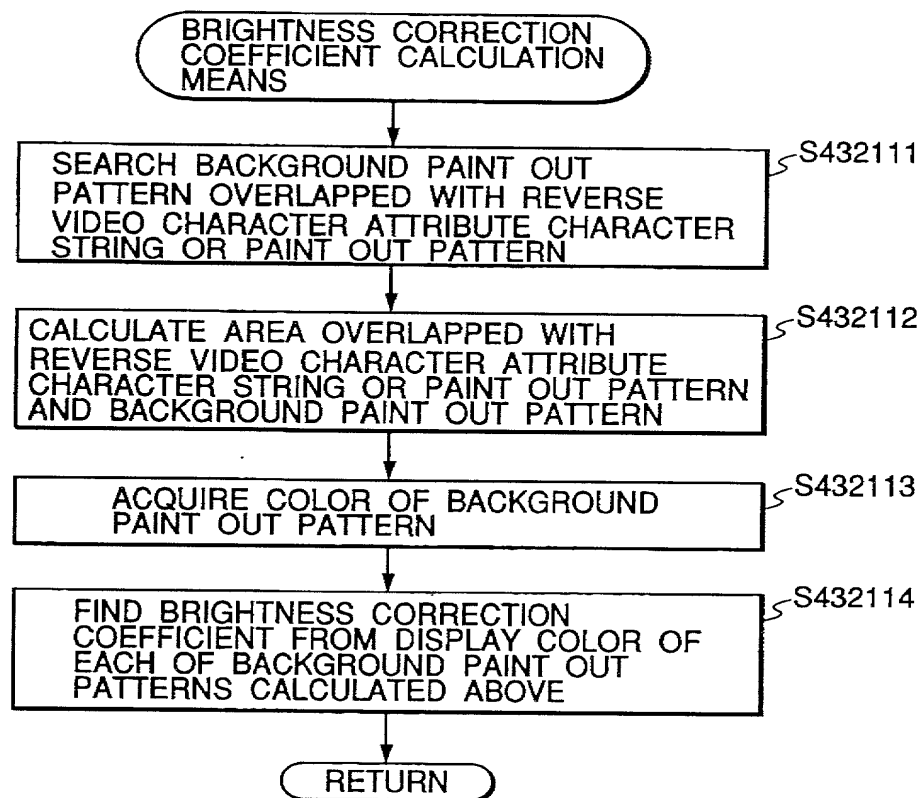 BRIGHTNESS CORRECTION
COEFFICIENT CALCULATION
MEANS
S432111
SEARCH BACKGROUND PAINT OUT
PATTERN OVERLAPPED WITH REVERSE
VIDEO CHARACTER ATTRIBUTE CHARACTER
STRING OR PAINT OUT PATTERN
S432112
CALCULATE AREA OVERLAPPED WITH
REVERSE VIDEO CHARACTER ATTRIBUTE
CHARACTER STRING OR PAINT OUT PATTERN
AND BACKGROUND PAINT OUT PATTERN
S432113
ACQUIRE COLOR OF BACKGROUND
PAINT OUT PATTERN
S432114
FIND BRIGHTNESS CORRECTION
COEFFICIENT FROM DISPLAY COLOR OF
EACH OF BACKGROUND PAINT OUT
PATTERNS CALCULATED ABOVE
RETURN